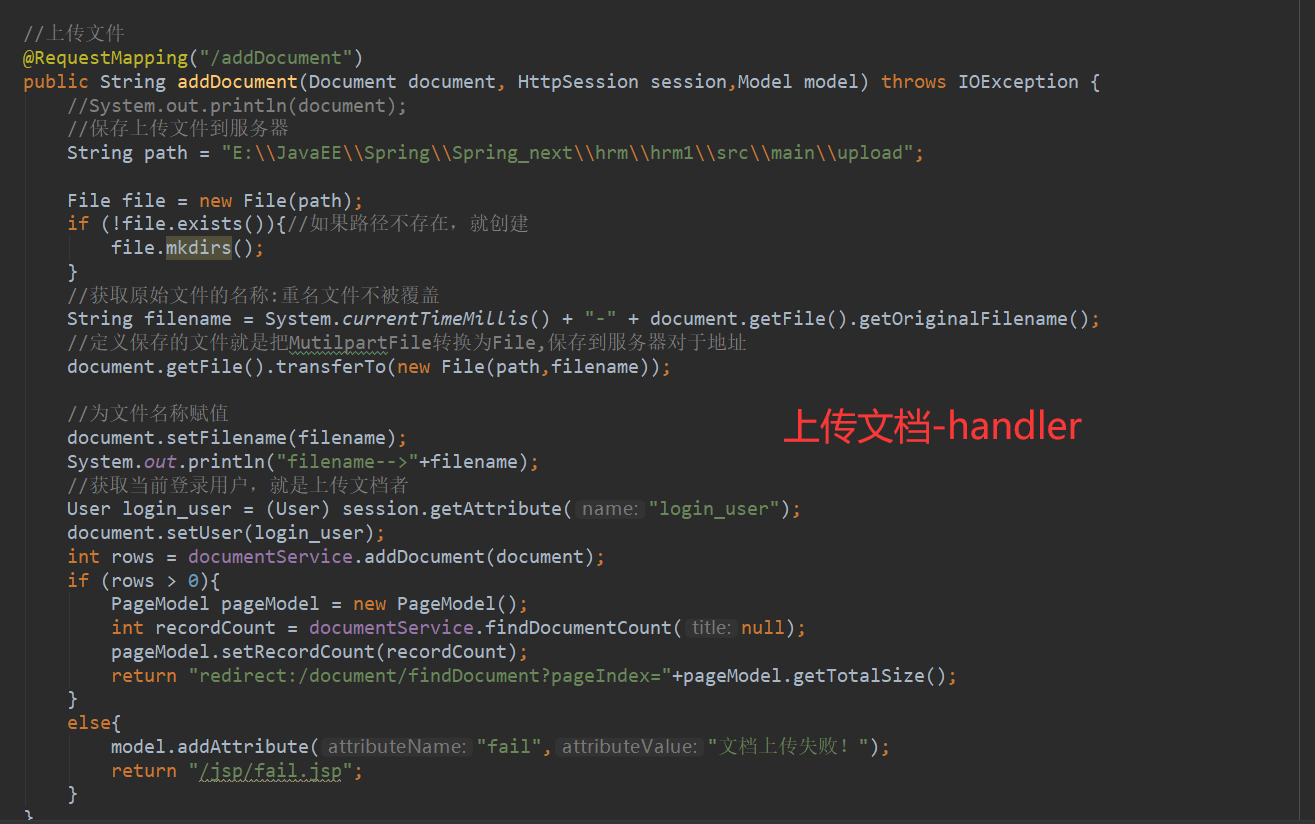 //上传文件
@RequestMapping("/addDocument")
public String addDocument(Document document, HttpSession session,Model model) throws IOException {
//System.out.println(document);
//保存上传文件到服务器
String path = "E:\\JavaEE\\Spring\\Spring_next\\hrm\\hrm1\\src\\main\\upload";
File file = new File(path);
if (!file.exists()){//如果路径不存在，就创建
file.mkdirs();
}
//获取原始文件的名称:重名文件不被覆盖
String filename = System.currentTimeMillis() + "-" + document.getFile().getOriginalFilename();
//定义保存的文件就是把MutilpartFile转换为File,保存到服务器对于地址
document.getFile().transferTo(new File(path,filename));
//为文件名称赋值
document.setFilename(filename);
上传文档-handler
System.out.println("filename-->"+filename);
//获取当前登录用户，就是上传文档者
User login_user = (User) session.getAttribute( name: "login_user");
document.setUser(login_user);
int rows = documentService.addDocument(document);
if (rows > 0){
PageModel pageModel = new PageModel();
int recordCount = documentService.findDocumentCount( title: null);
pageModel.setRecordCount(recordCount);
return "redirect:/document/findDocument?pageIndex="+pageModel.getTotalSize();
}
else{
model.addAttribute( attributeName: "fail", attributeValue: "文档上传失败！");
return "/jsp/fail.jsp";
}
}